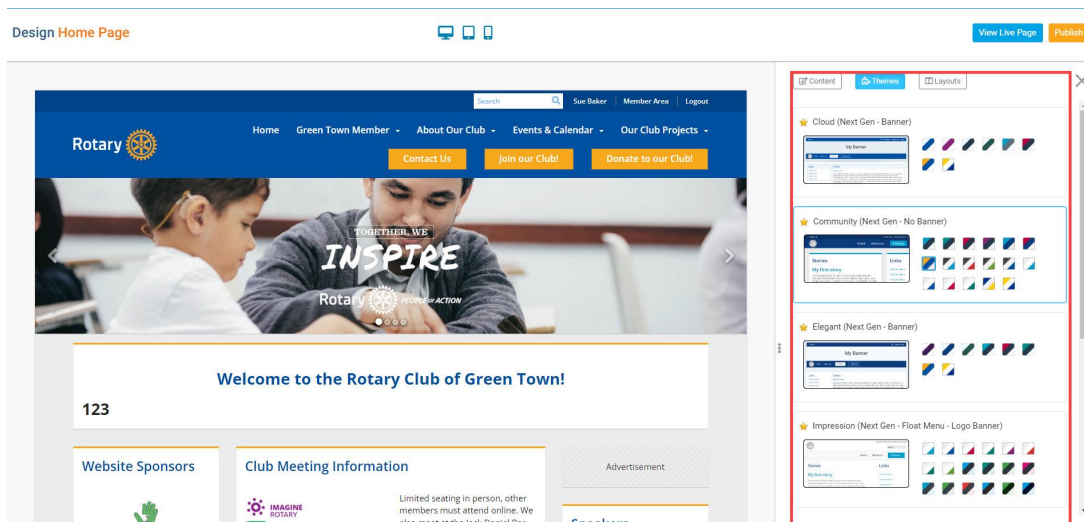 Design Home Page
View Live Page
Publish
Content
Themes
Layouts
Search
Sue Baker
Member Area
Logout
Rotary
Home
Green Town Member
About Our Club
Events & Calendar
Our Club Projects
Contact Us
Join our Club!
Donate to our Club!
TOGETHER, WE
INSPIRE
Rotary
PEOPLE OF ACTION
Welcome to the Rotary Club of Green Town!
123
Website Sponsors
Club Meeting Information
IMAGINE
ROTARY
Limited seating in person, other
members must attend online. We
Advertisement
Speakers
Cloud (Next Gen - Banner)
My Banner
Community (Next Gen - No Banner)
Stories
My first story
Links
Elegant (Next Gen - Banner)
My Banner
Impression (Next Gen - Float Menu - Logo Banner)
Stories
My first story
Links